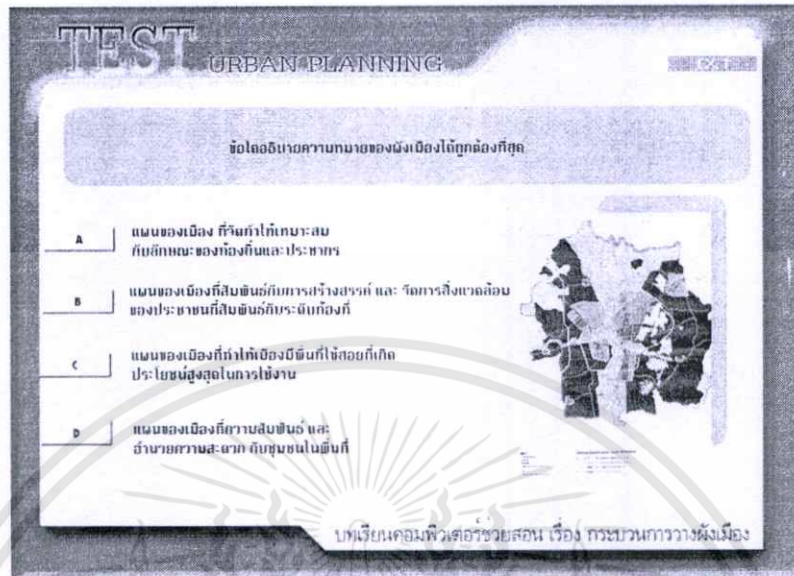 TEST
URBAN PLANNING
ข้อใดอธิบายความหมายของผังเมืองได้ถูกต้องที่สุด
A
แผนของเมือง ที่จัดทำให้เหมาะสม
กับลักษณะของท้องถิ่นและประชากร
B
แผนของเมืองที่สัมพันธ์กับการสร้างสรรค์ และ จัดการสิ่งแวดล้อม
ของประชาชนที่สัมพันธ์กับระดับท้องที่
C
แผนของเมืองที่ทำให้เมืองมีพื้นที่ใช้สอยที่เกิด
ประโยชน์สูงสุดในการใช้งาน
D
แผนของเมืองที่ความสัมพันธ์ และ
อำนวยความสะดวก กับชุมชนในพื้นที่
บทเรียนคอมพิวเตอร์ช่วยสอน เรื่อง กระบวนการวางผังเมือง